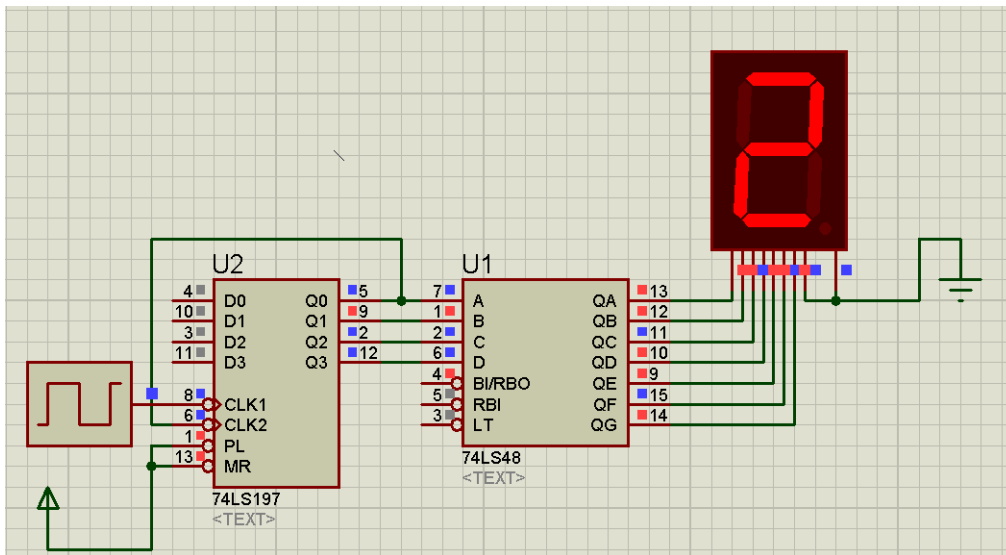 U2
U1
4 D0 Q0 5
10 D1 Q1 9
3 D2 Q2 2
11 D3 Q3 12
8 CLK1
6 CLK2
1 PL
13 MR
74LS197
<TEXT>
7 A QA 13
1 B QB 12
2 C QC 11
6 D QD 10
4 BI/RBO QE 9
5 RBI QF 15
3 LT QG 14
74LS48
<TEXT>
2